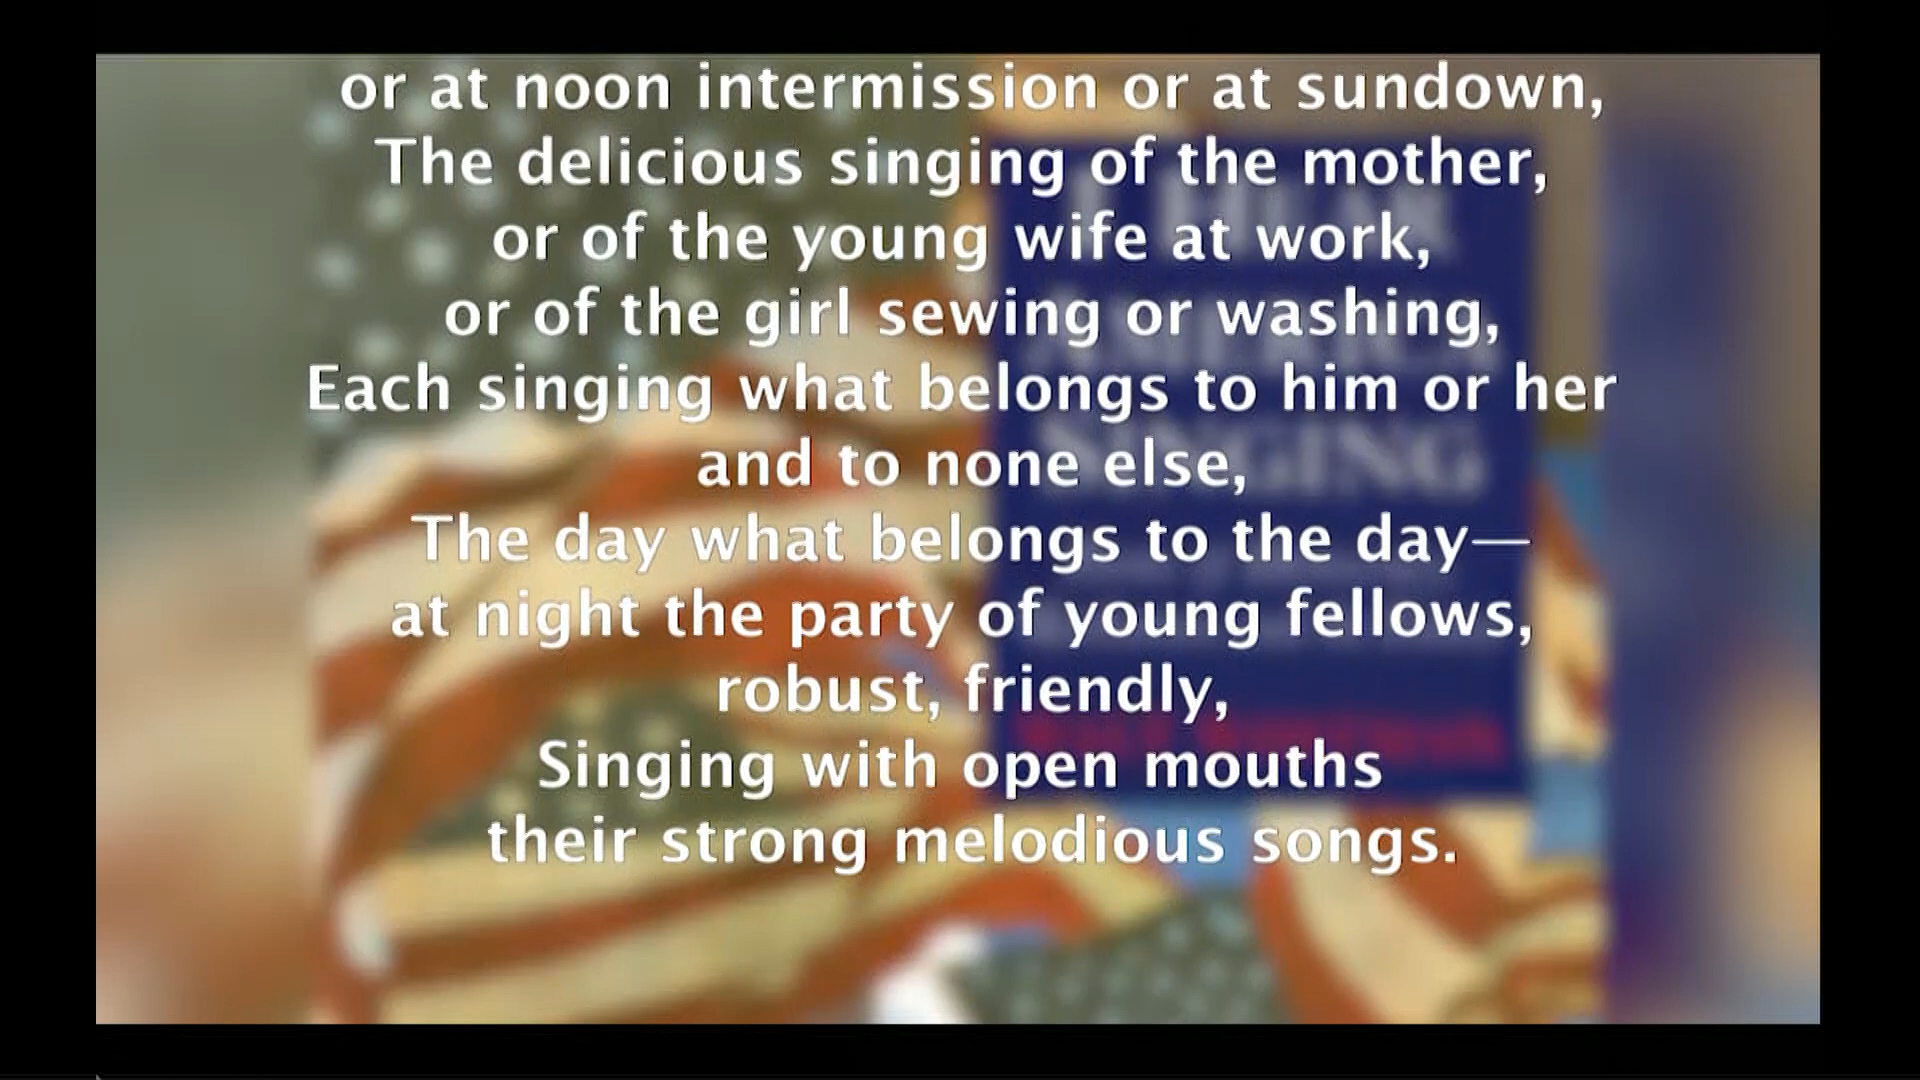 or at noon intermission or at sundown,
The delicious singing of the mother,
or of the young wife at work,
or of the girl sewing or washing,
Each singing what belongs to him or her
and to none else,
The day what belongs to the day—
at night the party of young fellows,
robust, friendly,
Singing with open mouths
their strong melodious songs.
I HEAR
AMERICA
SINGING